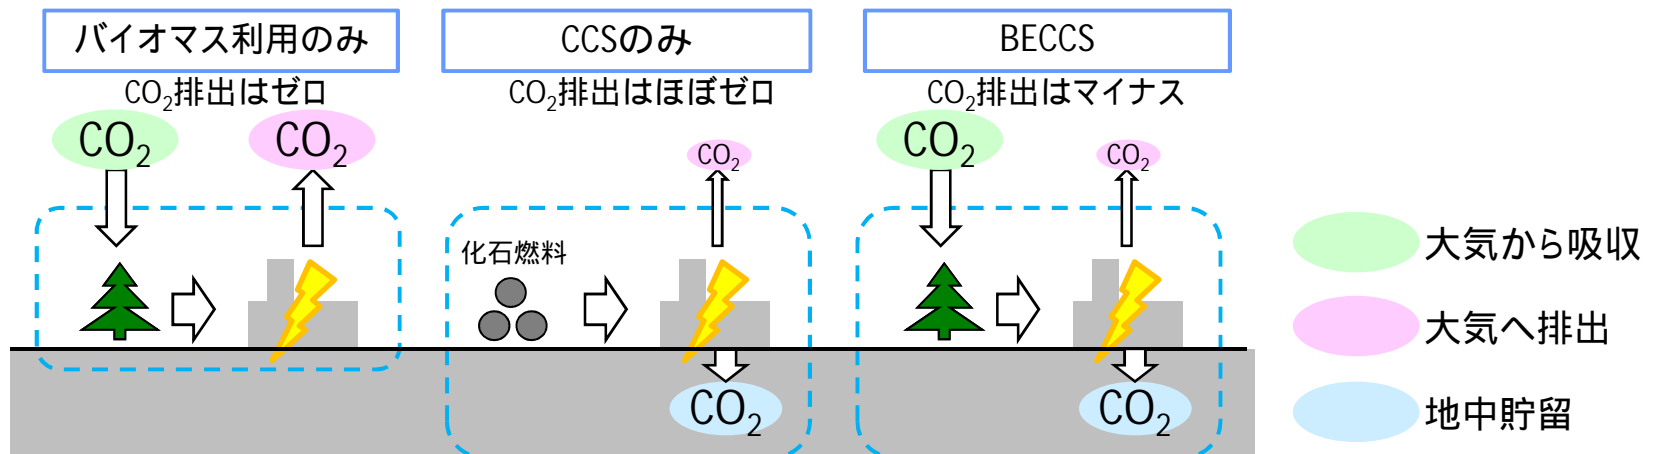 バイオマス利用のみ
CO₂排出はゼロ
CO₂
CO₂
CCSのみ
CO₂排出はほぼゼロ
CO₂
化石燃料
CO₂
BECCS
CO₂排出はマイナス
CO₂
CO₂
CO₂
大気から吸収
大気へ排出
地中貯留